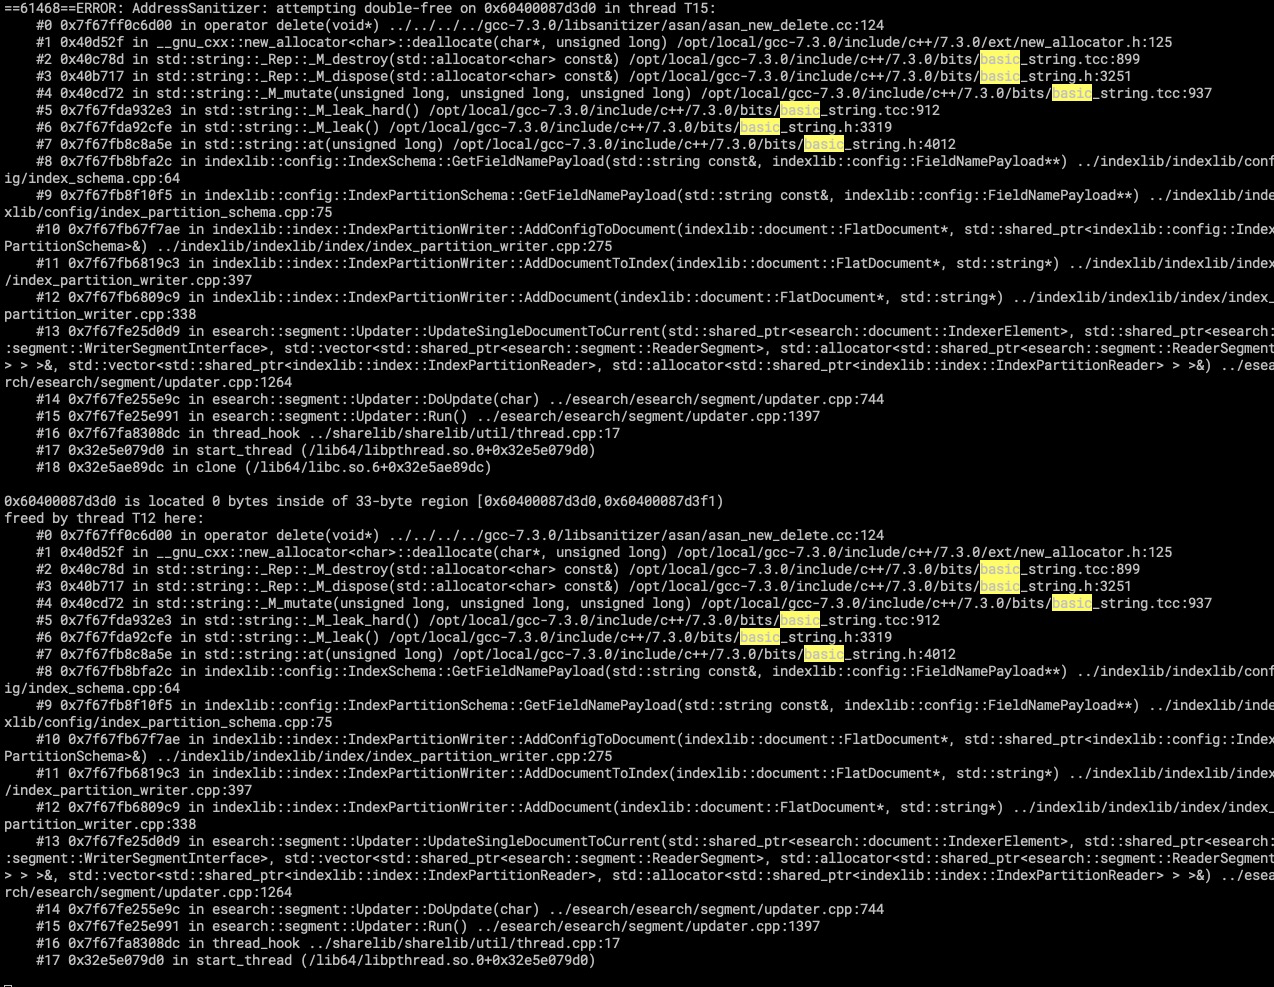 ==61468==ERROR: AddressSanitizer: attempting double-free on 0x60400087d3d0 in thread T15:
#0 0x7f67ff0c6d00 in operator delete(void*) ../../../../gcc-7.3.0/libsanitizer/asan/asan_new_delete.cc:124
#1 0x40d52f in __gnu_cxx::new_allocator<char>::deallocate(char*, unsigned long) /opt/local/gcc-7.3.0/include/c++/7.3.0/ext/new_allocator.h:125
#2 0x40c78d in std::string::_Rep::_M_destroy(std::allocator<char> const&) /opt/local/gcc-7.3.0/include/c++/7.3.0/bits/basic_string.tcc:899
#3 0x40b717 in std::string::_Rep::_M_dispose(std::allocator<char> const&) /opt/local/gcc-7.3.0/include/c++/7.3.0/bits/basic_string.h:3251
#4 0x40cd72 in std::string::_M_mutate(unsigned long, unsigned long, unsigned long) /opt/local/gcc-7.3.0/include/c++/7.3.0/bits/basic_string.tcc:937
#5 0x7f67fda932e3 in std::string::_M_leak_hard() /opt/local/gcc-7.3.0/include/c++/7.3.0/bits/basic_string.tcc:912
#6 0x7f67fda92cfe in std::string::_M_leak() /opt/local/gcc-7.3.0/include/c++/7.3.0/bits/basic_string.h:3319
#7 0x7f67fb8c8a5e in std::string::at(unsigned long) /opt/local/gcc-7.3.0/include/c++/7.3.0/bits/basic_string.h:4012
#8 0x7f67fb8bfa2c in indexlib::config::IndexSchema::GetFieldNamePayload(std::string const&, indexlib::config::FieldNamePayload**) ../indexlib/indexlib/conf
ig/index_schema.cpp:64
#9 0x7f67fb8f10f5 in indexlib::config::IndexPartitionSchema::GetFieldNamePayload(std::string const&, indexlib::config::FieldNamePayload**) ../indexlib/inde
xlib/config/index_partition_schema.cpp:75
#10 0x7f67fb67f7ae in indexlib::index::IndexPartitionWriter::AddConfigToDocument(indexlib::document::FlatDocument*, std::shared_ptr<indexlib::config::Index
PartitionSchema>&) ../indexlib/indexlib/index/index_partition_writer.cpp:275
#11 0x7f67fb6819c3 in indexlib::index::IndexPartitionWriter::AddDocumentToIndex(indexlib::document::FlatDocument*, std::string*) ../indexlib/indexlib/index
/index_partition_writer.cpp:397
#12 0x7f67fb6809c9 in indexlib::index::IndexPartitionWriter::AddDocument(indexlib::document::FlatDocument*, std::string*) ../indexlib/indexlib/index/index_
partition_writer.cpp:338
#13 0x7f67fe25d0d9 in esearch::segment::Updater::UpdateSingleDocumentToCurrent(std::shared_ptr<esearch::document::IndexerElement>, std::shared_ptr<esearch:
:segment::WriterSegmentInterface>, std::vector<std::shared_ptr<esearch::segment::ReaderSegment>, std::allocator<std::shared_ptr<esearch::segment::ReaderSegment
> > >&, std::vector<std::shared_ptr<indexlib::index::IndexPartitionReader>, std::allocator<std::shared_ptr<indexlib::index::IndexPartitionReader> > >&) ../esea
rch/esearch/segment/updater.cpp:1264
#14 0x7f67fe255e9c in esearch::segment::Updater::DoUpdate(char) ../esearch/esearch/segment/updater.cpp:744
#15 0x7f67fe25e991 in esearch::segment::Updater::Run() ../esearch/esearch/segment/updater.cpp:1397
#16 0x7f67fa8308dc in thread_hook ../sharelib/sharelib/util/thread.cpp:17
#17 0x32e5e079d0 in start_thread (/lib64/libpthread.so.0+0x32e5e079d0)
#18 0x32e5ae89dc in clone (/lib64/libc.so.6+0x32e5ae89dc)
0x60400087d3d0 is located 0 bytes inside of 33-byte region [0x60400087d3d0,0x60400087d3f1)
freed by thread T12 here:
#0 0x7f67ff0c6d00 in operator delete(void*) ../../../../gcc-7.3.0/libsanitizer/asan/asan_new_delete.cc:124
#1 0x40d52f in __gnu_cxx::new_allocator<char>::deallocate(char*, unsigned long) /opt/local/gcc-7.3.0/include/c++/7.3.0/ext/new_allocator.h:125
#2 0x40c78d in std::string::_Rep::_M_destroy(std::allocator<char> const&) /opt/local/gcc-7.3.0/include/c++/7.3.0/bits/basic_string.tcc:899
#3 0x40b717 in std::string::_Rep::_M_dispose(std::allocator<char> const&) /opt/local/gcc-7.3.0/include/c++/7.3.0/bits/basic_string.h:3251
#4 0x40cd72 in std::string::_M_mutate(unsigned long, unsigned long, unsigned long) /opt/local/gcc-7.3.0/include/c++/7.3.0/bits/basic_string.tcc:937
#5 0x7f67fda932e3 in std::string::_M_leak_hard() /opt/local/gcc-7.3.0/include/c++/7.3.0/bits/basic_string.tcc:912
#6 0x7f67fda92cfe in std::string::_M_leak() /opt/local/gcc-7.3.0/include/c++/7.3.0/bits/basic_string.h:3319
#7 0x7f67fb8c8a5e in std::string::at(unsigned long) /opt/local/gcc-7.3.0/include/c++/7.3.0/bits/basic_string.h:4012
#8 0x7f67fb8bfa2c in indexlib::config::IndexSchema::GetFieldNamePayload(std::string const&, indexlib::config::FieldNamePayload**) ../indexlib/indexlib/conf
ig/index_schema.cpp:64
#9 0x7f67fb8f10f5 in indexlib::config::IndexPartitionSchema::GetFieldNamePayload(std::string const&, indexlib::config::FieldNamePayload**) ../indexlib/inde
xlib/config/index_partition_schema.cpp:75
#10 0x7f67fb67f7ae in indexlib::index::IndexPartitionWriter::AddConfigToDocument(indexlib::document::FlatDocument*, std::shared_ptr<indexlib::config::Index
PartitionSchema>&) ../indexlib/indexlib/index/index_partition_writer.cpp:275
#11 0x7f67fb6819c3 in indexlib::index::IndexPartitionWriter::AddDocumentToIndex(indexlib::document::FlatDocument*, std::string*) ../indexlib/indexlib/index
/index_partition_writer.cpp:397
#12 0x7f67fb6809c9 in indexlib::index::IndexPartitionWriter::AddDocument(indexlib::document::FlatDocument*, std::string*) ../indexlib/indexlib/index/index_
partition_writer.cpp:338
#13 0x7f67fe25d0d9 in esearch::segment::Updater::UpdateSingleDocumentToCurrent(std::shared_ptr<esearch::document::IndexerElement>, std::shared_ptr<esearch:
:segment::WriterSegmentInterface>, std::vector<std::shared_ptr<esearch::segment::ReaderSegment>, std::allocator<std::shared_ptr<esearch::segment::ReaderSegment
> > >&, std::vector<std::shared_ptr<indexlib::index::IndexPartitionReader>, std::allocator<std::shared_ptr<indexlib::index::IndexPartitionReader> > >&) ../esea
rch/esearch/segment/updater.cpp:1264
#14 0x7f67fe255e9c in esearch::segment::Updater::DoUpdate(char) ../esearch/esearch/segment/updater.cpp:744
#15 0x7f67fe25e991 in esearch::segment::Updater::Run() ../esearch/esearch/segment/updater.cpp:1397
#16 0x7f67fa8308dc in thread_hook ../sharelib/sharelib/util/thread.cpp:17
#17 0x32e5e079d0 in start_thread (/lib64/libpthread.so.0+0x32e5e079d0)